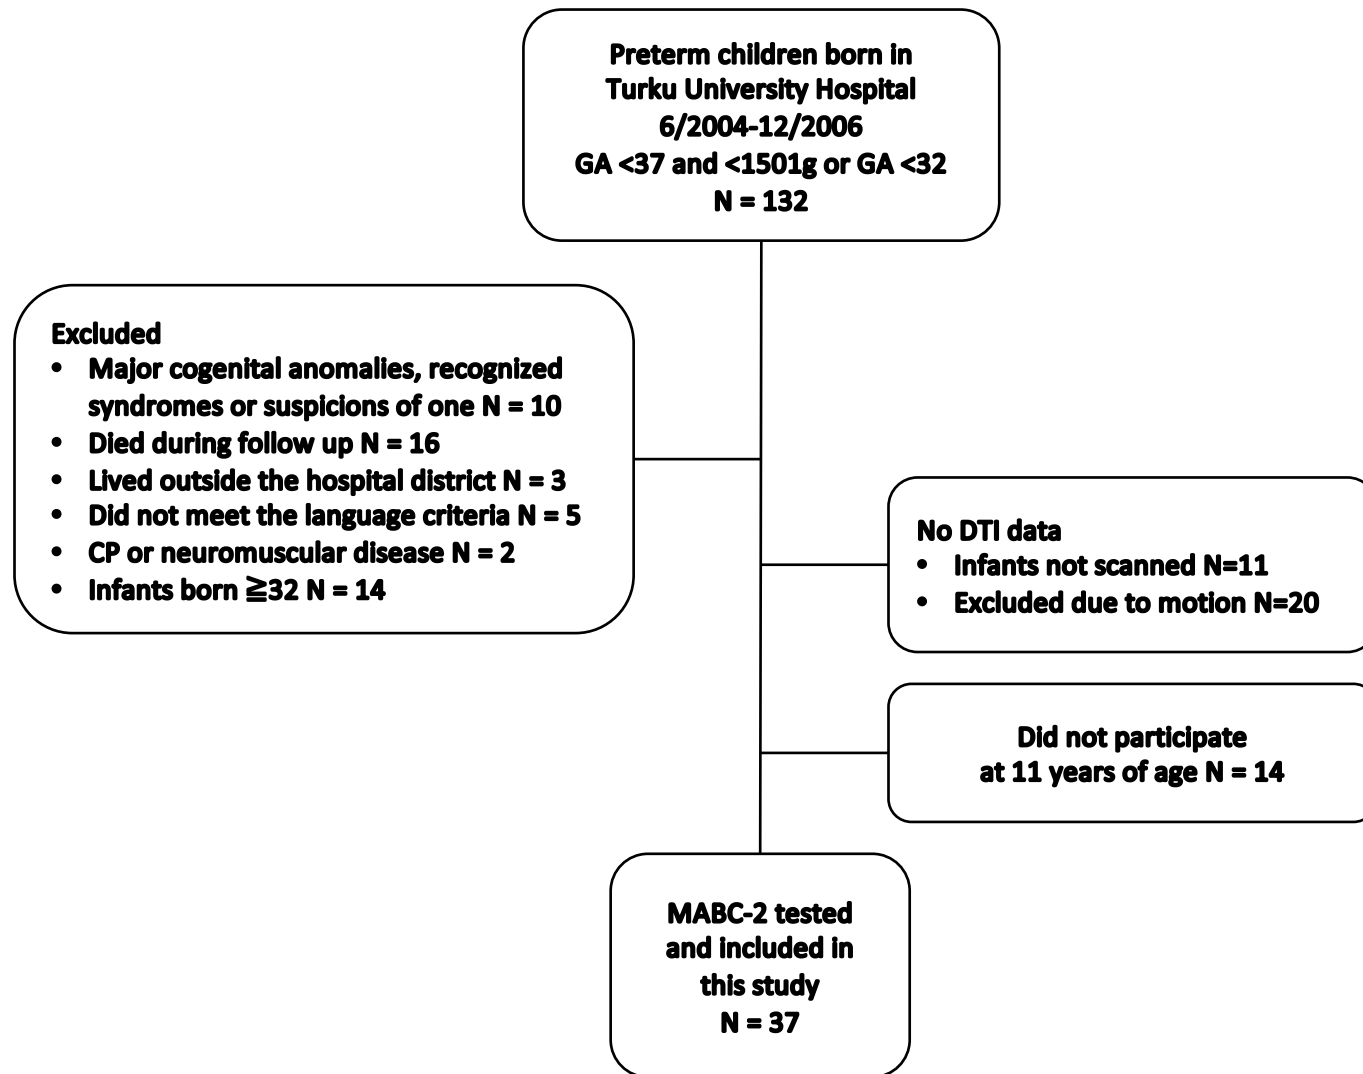 Preterm children born in
Turku University Hospital
6/2004-12/2006
GA <37 and <1501g or GA <32
N = 132
Excluded
• Major cogenital anomalies, recognized
syndromes or suspicions of one N = 10
• Died during follow up N = 16
• Lived outside the hospital district N = 3
• Did not meet the language criteria N = 5
• CP or neuromuscular disease N = 2
• Infants born ≧32 N = 14
No DTI data
• Infants not scanned N=11
• Excluded due to motion N=20
Did not participate
at 11 years of age N = 14
MABC-2 tested
and included in
this study
N = 37